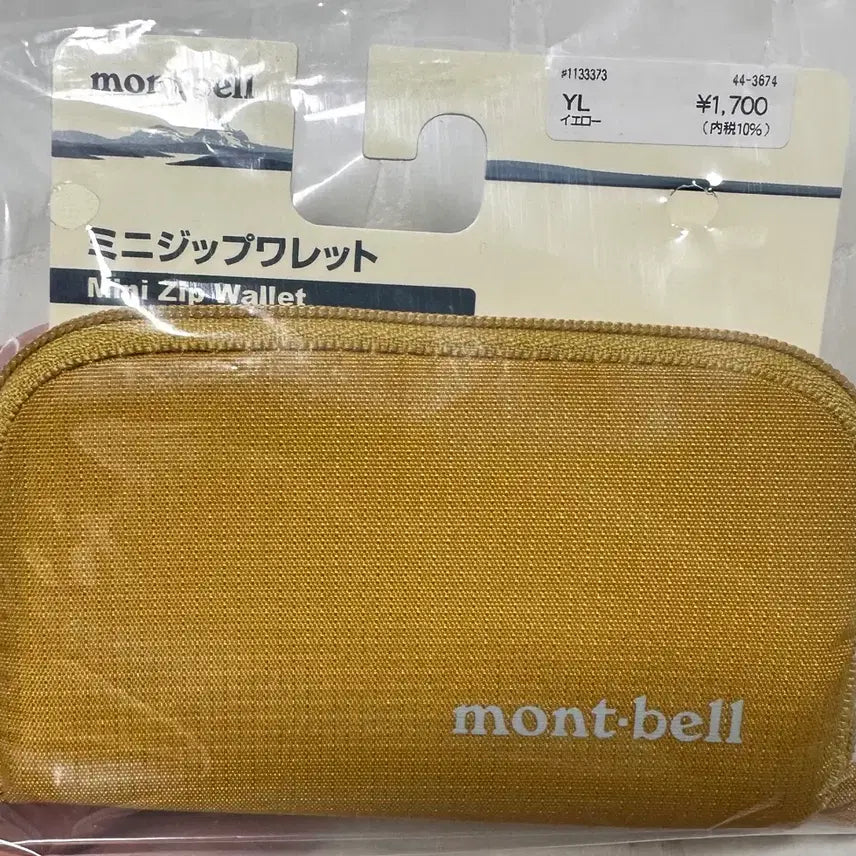 mont-bell
#1133373 44-3674
YL ¥1,700
イエロー (内税10%)
ミニジップワレット
Mini Zip Wallet
mont-bell